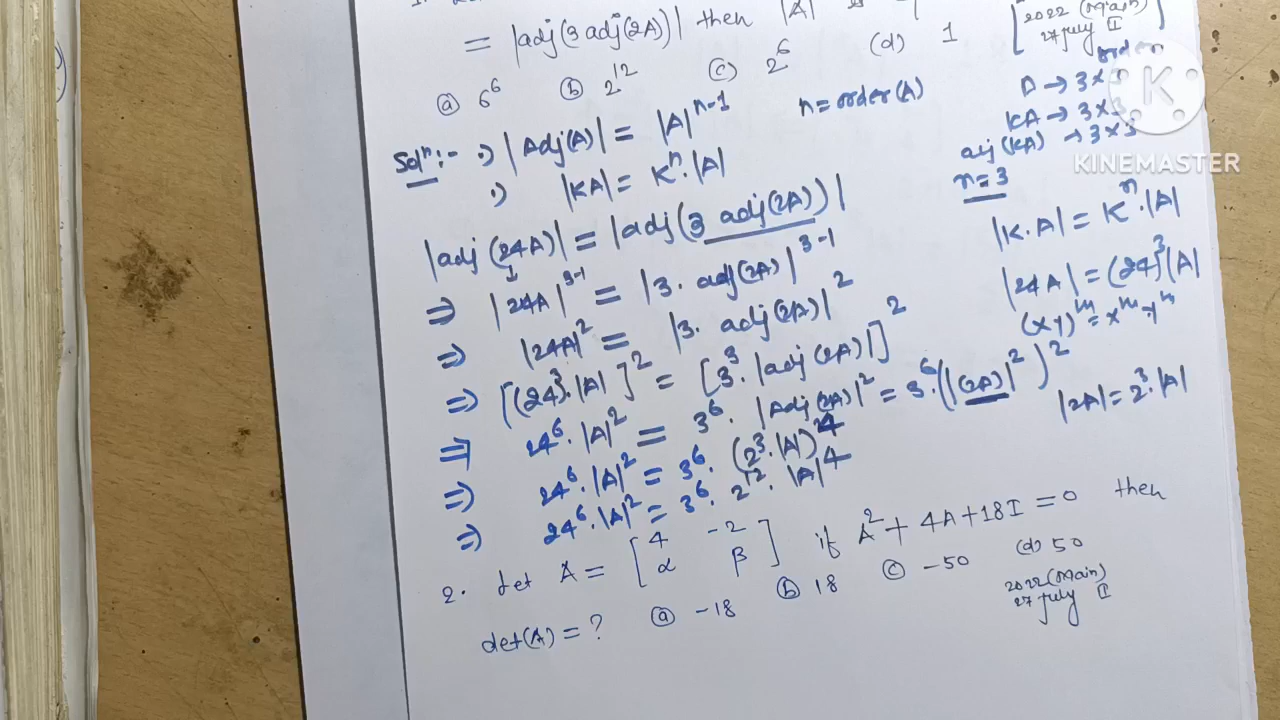 = |adj(3 adj(2A))| then |A| is
[2022 (Main) 27 July II]
(a) 6^6 (b) 2^12 (c) 2^6 (d) 1
Solⁿ:- ·) |Adj(A)| = |A|^{n-1} n = order(A)
·) |KA| = K^n · |A|
order
A → 3×3
KA → 3×3
adj(KA) → 3×3
n = 3
KINEMASTER
|adj(24A)| = |adj(3 adj(2A))|
⇒ |24A|^{3-1} = |3. adj(2A)|^{3-1}
⇒ |24A|^2 = |3. adj(2A)|^2
⇒ [(24)^3. |A|]^2 = [3^3. |adj(2A)|]^2
⇒ 24^6. |A|^2 = 3^6. |Adj(2A)|^2 = 3^6. (|(2A)|^2)^2
⇒ 24^6. |A|^2 = 3^6. (2^3. |A|)^4
⇒ 24^6. |A|^2 = 3^6. 2^12. |A|^4
|K.A| = K^n. |A|
|24A| = (24)^3 |A|
(xy)^m = x^m y^m
|2A| = 2^3. |A|
2. Let A = [4 -2
α β] if A^2 + 4A + 18I = 0 then
det(A) = ? (a) -18 (b) 18 (c) -50 (d) 50
2022 (Main)
27 July II